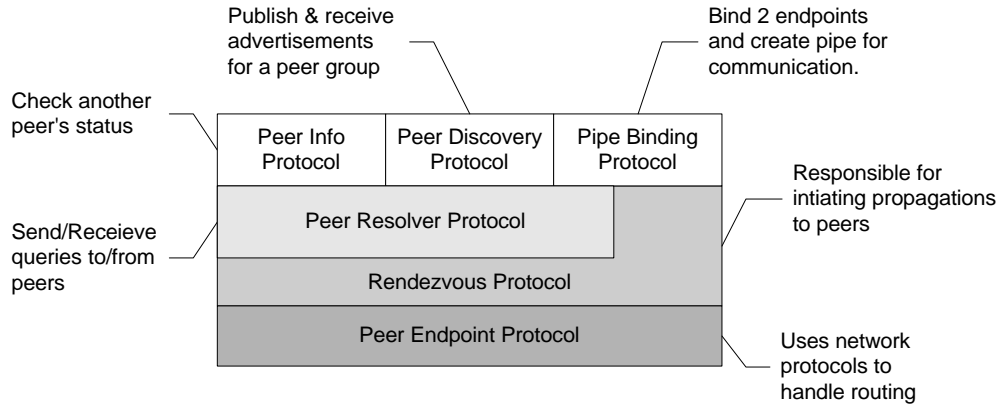 Publish & receive
advertisements
for a peer group
Bind 2 endpoints
and create pipe for
communication.
Check another
peer's status
Peer Info
Protocol
Peer Discovery
Protocol
Pipe Binding
Protocol
Responsible for
intiating propagations
to peers
Peer Resolver Protocol
Send/Receieve
queries to/from
peers
Rendezvous Protocol
Peer Endpoint Protocol
Uses network
protocols to
handle routing